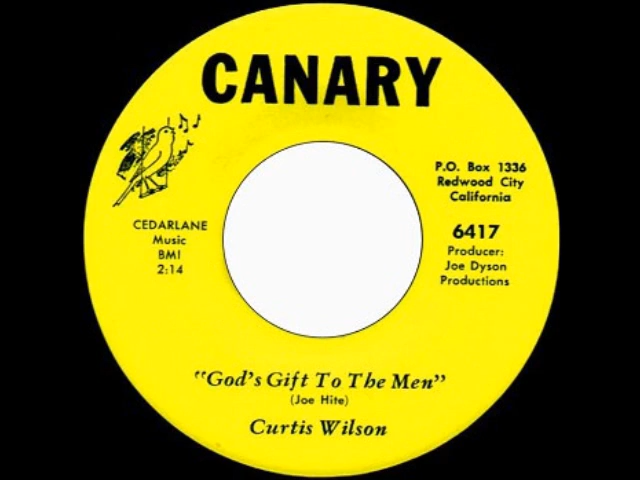 CANARY
P.O. Box 1336
Redwood City
California
CEDARLANE
Music
BMI
2:14
6417
Producer:
Joe Dyson
Productions
"God's Gift To The Men"
(Joe Hite)
Curtis Wilson